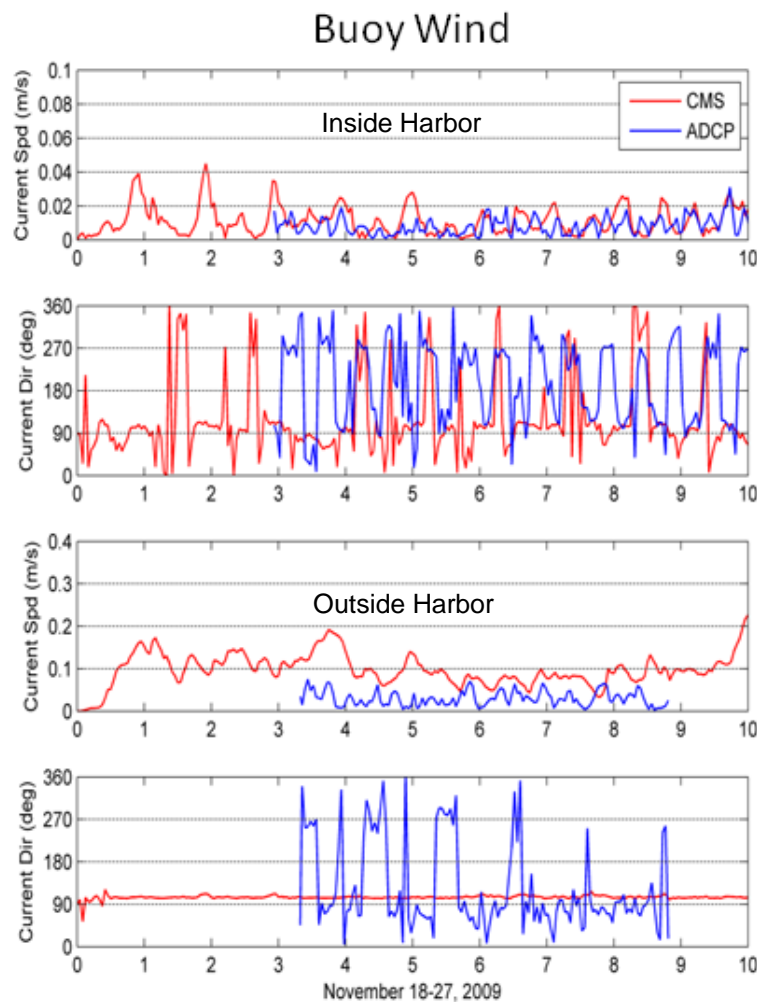 Buoy Wind
Current Spd (m/s)
0.1
0.08
0.06
0.04
0.02
0
Inside Harbor
CMS
ADCP
0 1 2 3 4 5 6 7 8 9 10
Current Dir (deg)
360
270
180
90
0
0 1 2 3 4 5 6 7 8 9 10
Current Spd (m/s)
0.4
0.3
0.2
0.1
0
Outside Harbor
0 1 2 3 4 5 6 7 8 9 10
Current Dir (deg)
360
270
180
90
0
0 1 2 3 4 5 6 7 8 9 10
November 18-27, 2009